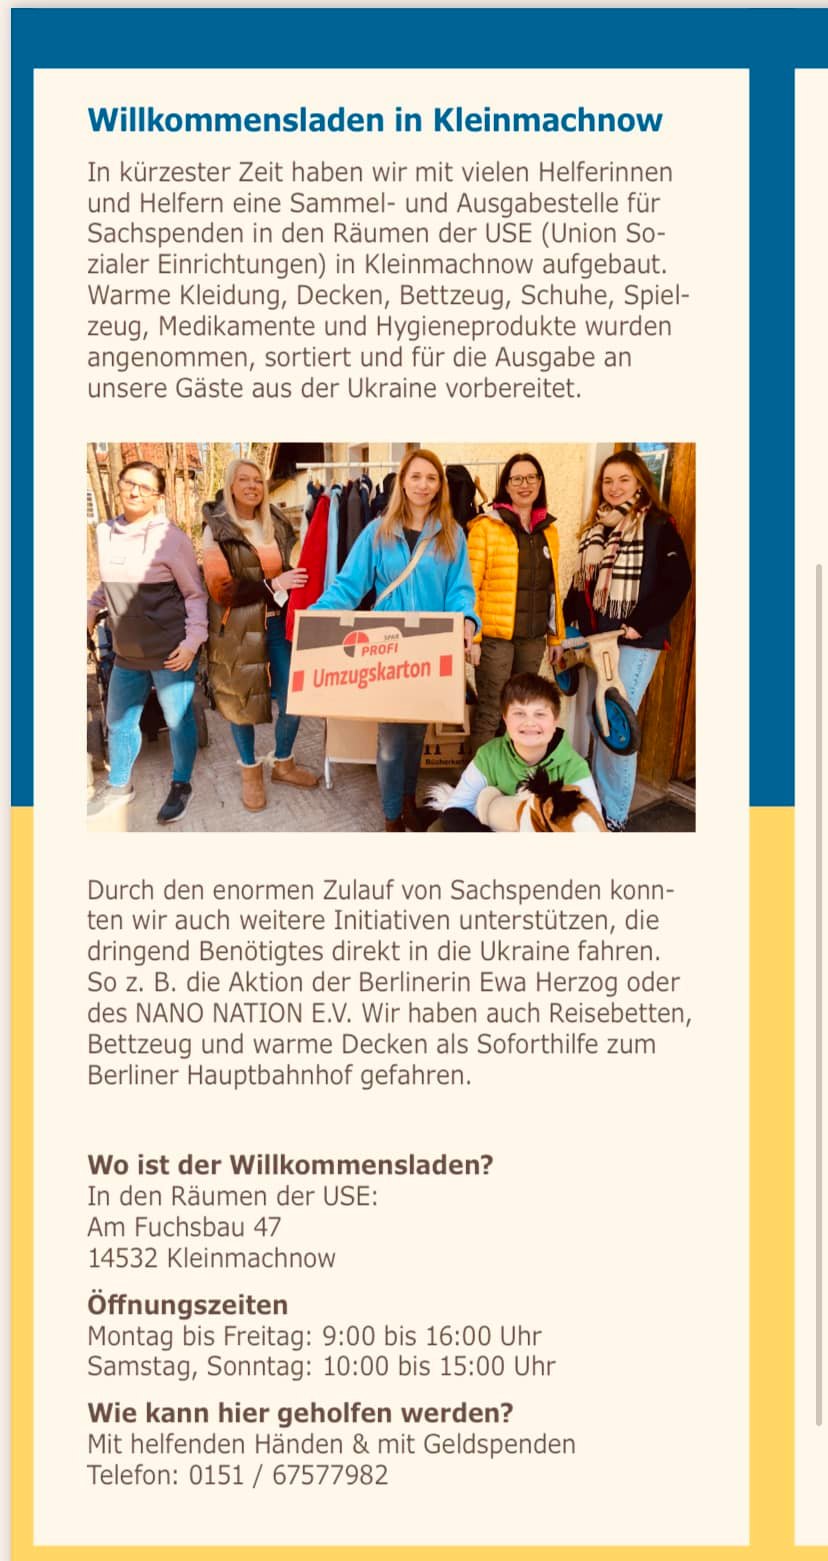 Willkommensladen in Kleinmachnow
In kürzester Zeit haben wir mit vielen Helferinnen
und Helfern eine Sammel- und Ausgabestelle für
Sachspenden in den Räumen der USE (Union So-
zialer Einrichtungen) in Kleinmachnow aufgebaut.
Warme Kleidung, Decken, Bettzeug, Schuhe, Spiel-
zeug, Medikamente und Hygieneprodukte wurden
angenommen, sortiert und für die Ausgabe an
unsere Gäste aus der Ukraine vorbereitet.
SPAR
PROFI
Umzugskarton
Bücherkarton
Durch den enormen Zulauf von Sachspenden konn-
ten wir auch weitere Initiativen unterstützen, die
dringend Benötigtes direkt in die Ukraine fahren.
So z. B. die Aktion der Berlinerin Ewa Herzog oder
des NANO NATION E.V. Wir haben auch Reisebetten,
Bettzeug und warme Decken als Soforthilfe zum
Berliner Hauptbahnhof gefahren.
Wo ist der Willkommensladen?
In den Räumen der USE:
Am Fuchsbau 47
14532 Kleinmachnow
Öffnungszeiten
Montag bis Freitag: 9:00 bis 16:00 Uhr
Samstag, Sonntag: 10:00 bis 15:00 Uhr
Wie kann hier geholfen werden?
Mit helfenden Händen & mit Geldspenden
Telefon: 0151 / 67577982